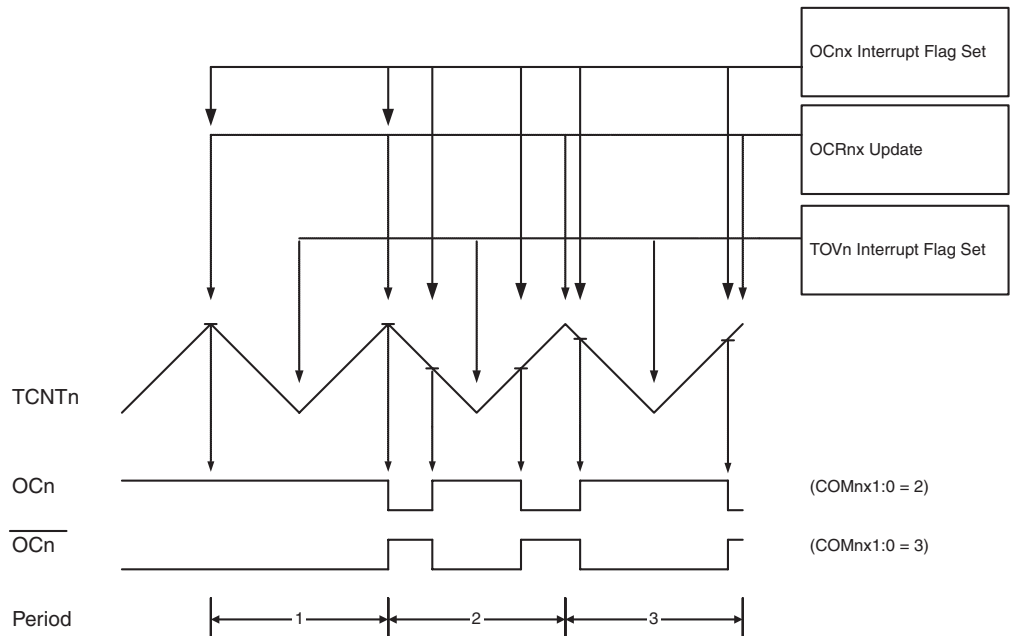 OCnx Interrupt Flag Set
OCRnx Update
TOVn Interrupt Flag Set
TCNTn
OCn
(COMnx1:0 = 2)
OCn
(COMnx1:0 = 3)
Period
1
2
3